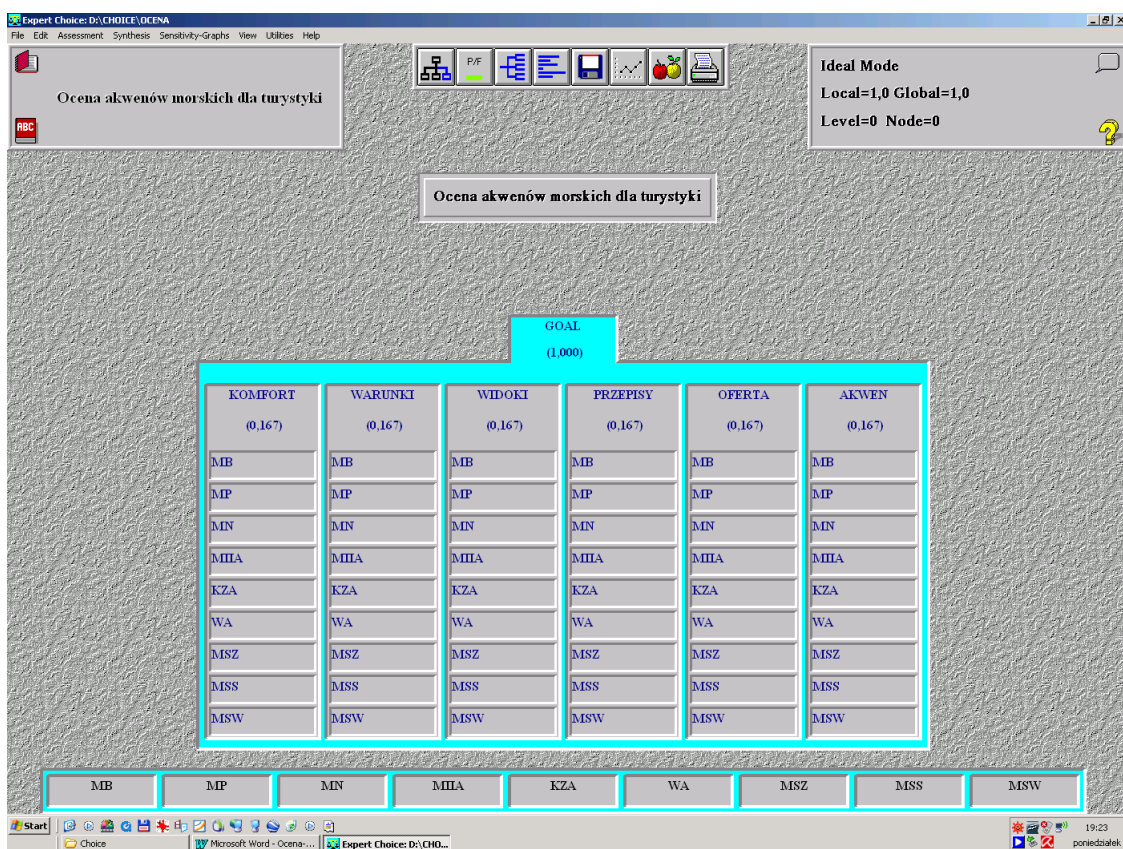 Expert Choice: D:\CHOICE\OCENA
File Edit Assessment Synthesis Sensitivity-Graphs View Utilities Help
Ocena akwenów morskich dla turystyki
ABC
P/F
Ideal Mode
Local=1,0 Global=1,0
Level=0 Node=0
Ocena akwenów morskich dla turystyki
GOAL
(1,000)
KOMFORT WARUNKI WIDOKI PRZEPISY OFERTA AKWEN
(0,167) (0,167) (0,167) (0,167) (0,167) (0,167)
MB MB MB MB MB MB
MP MP MP MP MP MP
MN MN MN MN MN MN
MIIA MIIA MIIA MIIA MIIA MIIA
KZA KZA KZA KZA KZA KZA
WA WA WA WA WA WA
MSZ MSZ MSZ MSZ MSZ MSZ
MSS MSS MSS MSS MSS MSS
MSW MSW MSW MSW MSW MSW
MB MP MN MIIA KZA WA MSZ MSS MSW
Start 19:23
Choice Microsoft Word - Ocena-... Expert Choice: D:\CHO... poniedziałek